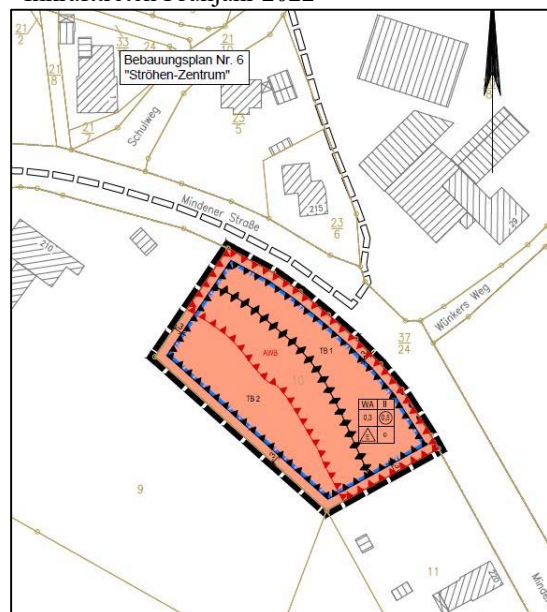 21
2
33
24
21
10
21
8
Bebauungsplan Nr. 6
"Ströhen-Zentrum"
21
7
Schulweg
23
5
Mindener Straße
215
23
6
29
210
Wünkers Weg
37
24
AWB
TB 1
10
TB 2
WA II
0,3
o
9
11
220